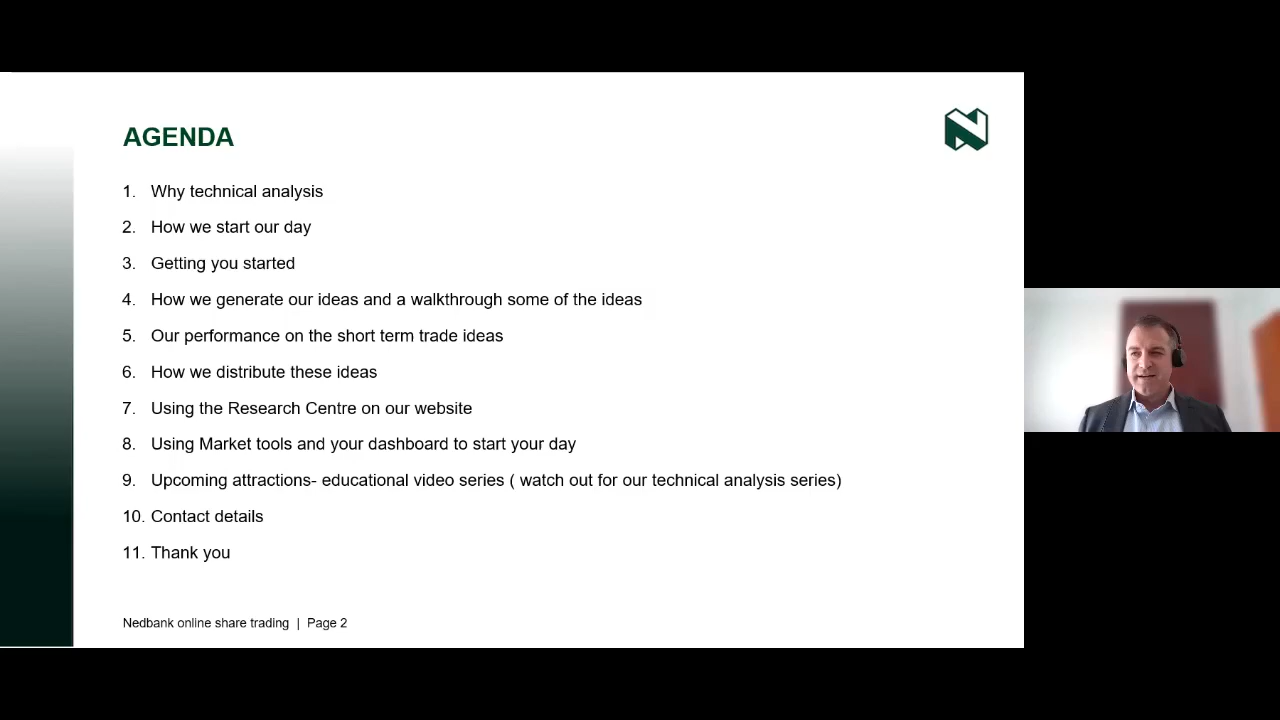 AGENDA
1. Why technical analysis
2. How we start our day
3. Getting you started
4. How we generate our ideas and a walkthrough some of the ideas
5. Our performance on the short term trade ideas
6. How we distribute these ideas
7. Using the Research Centre on our website
8. Using Market tools and your dashboard to start your day
9. Upcoming attractions- educational video series ( watch out for our technical analysis series)
10. Contact details
11. Thank you
Nedbank online share trading | Page 2